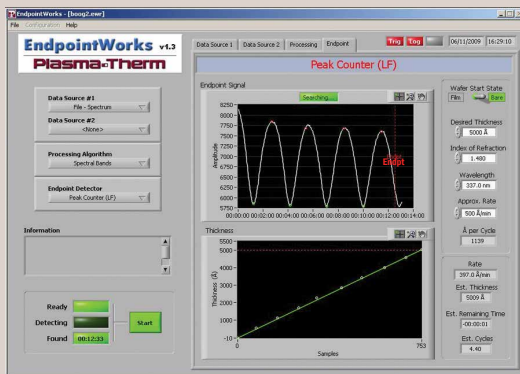 EndpointWorks - [boog2.ewr]
File Configuration Help
EndpointWorks v1.3
Plasma-Therm
Data Source #1
File - Spectrum
Data Source #2
<None>
Processing Algorithm
Spectral Bands
Endpoint Detector
Peak Counter (LF)
Information
Ready
Detecting
Found 00:12:33
Start
Data Source 1 Data Source 2 Processing Endpoint
Trig Tog
06/11/2009 16:29:10
Peak Counter (LF)
Endpoint Signal
Searching...
Amplitude
8250
8000
7750
7500
7250
7000
6750
6500
6250
6000
5750
Endpt
00:00:00 00:02:00 00:04:00 00:06:00 00:08:00 00:10:00 00:12:00 00:14:00
Thickness
Thickness (Å)
5500
5000
4000
3000
2000
1000
-10
0 753
Samples
Wafer Start State
Film Bare
Desired Thickness
5000 Å
Index of Refraction
1.480
Wavelength
337.0 nm
Approx. Rate
500 Å/min
Å per Cycle
1139
Rate
397.0 Å/min
Est. Thickness
5009 Å
Est. Remaining Time
-00:00:01
Est. Cycles
4.40